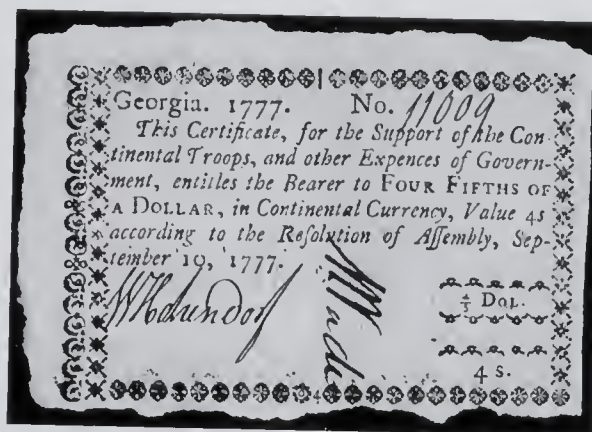 Georgia. 1777. No. 11009
This Certificate, for the Support of the Con-
tinental Troops, and other Expences of Govern-
ment, entitles the Bearer to FOUR FIFTHS OF
A DOLLAR, in Continental Currency, Value 4s
according to the Reſolution of Aſſembly, Sep-
tember 10, 1777.
4/5 DOL.
4 s.